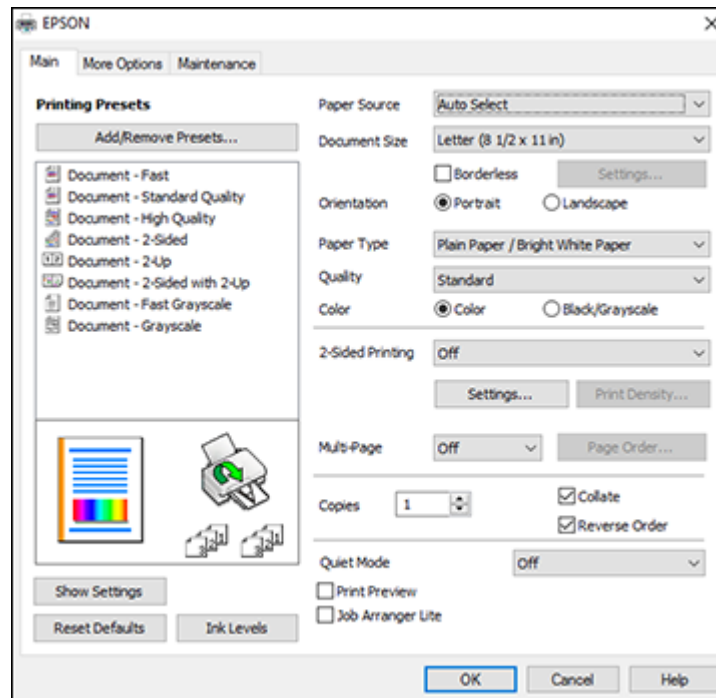 EPSON
Main More Options Maintenance
Printing Presets
Add/Remove Presets...
Document - Fast
Document - Standard Quality
Document - High Quality
Document - 2-Sided
Document - 2-Up
Document - 2-Sided with 2-Up
Document - Fast Grayscale
Document - Grayscale
Show Settings
Reset Defaults Ink Levels
Paper Source Auto Select
Document Size Letter (8 1/2 x 11 in)
Borderless Settings...
Orientation Portrait Landscape
Paper Type Plain Paper / Bright White Paper
Quality Standard
Color Color Black/Grayscale
2-Sided Printing Off
Settings... Print Density...
Multi-Page Off Page Order...
Copies 1 Collate
Reverse Order
Quiet Mode Off
Print Preview
Job Arranger Lite
OK Cancel Help